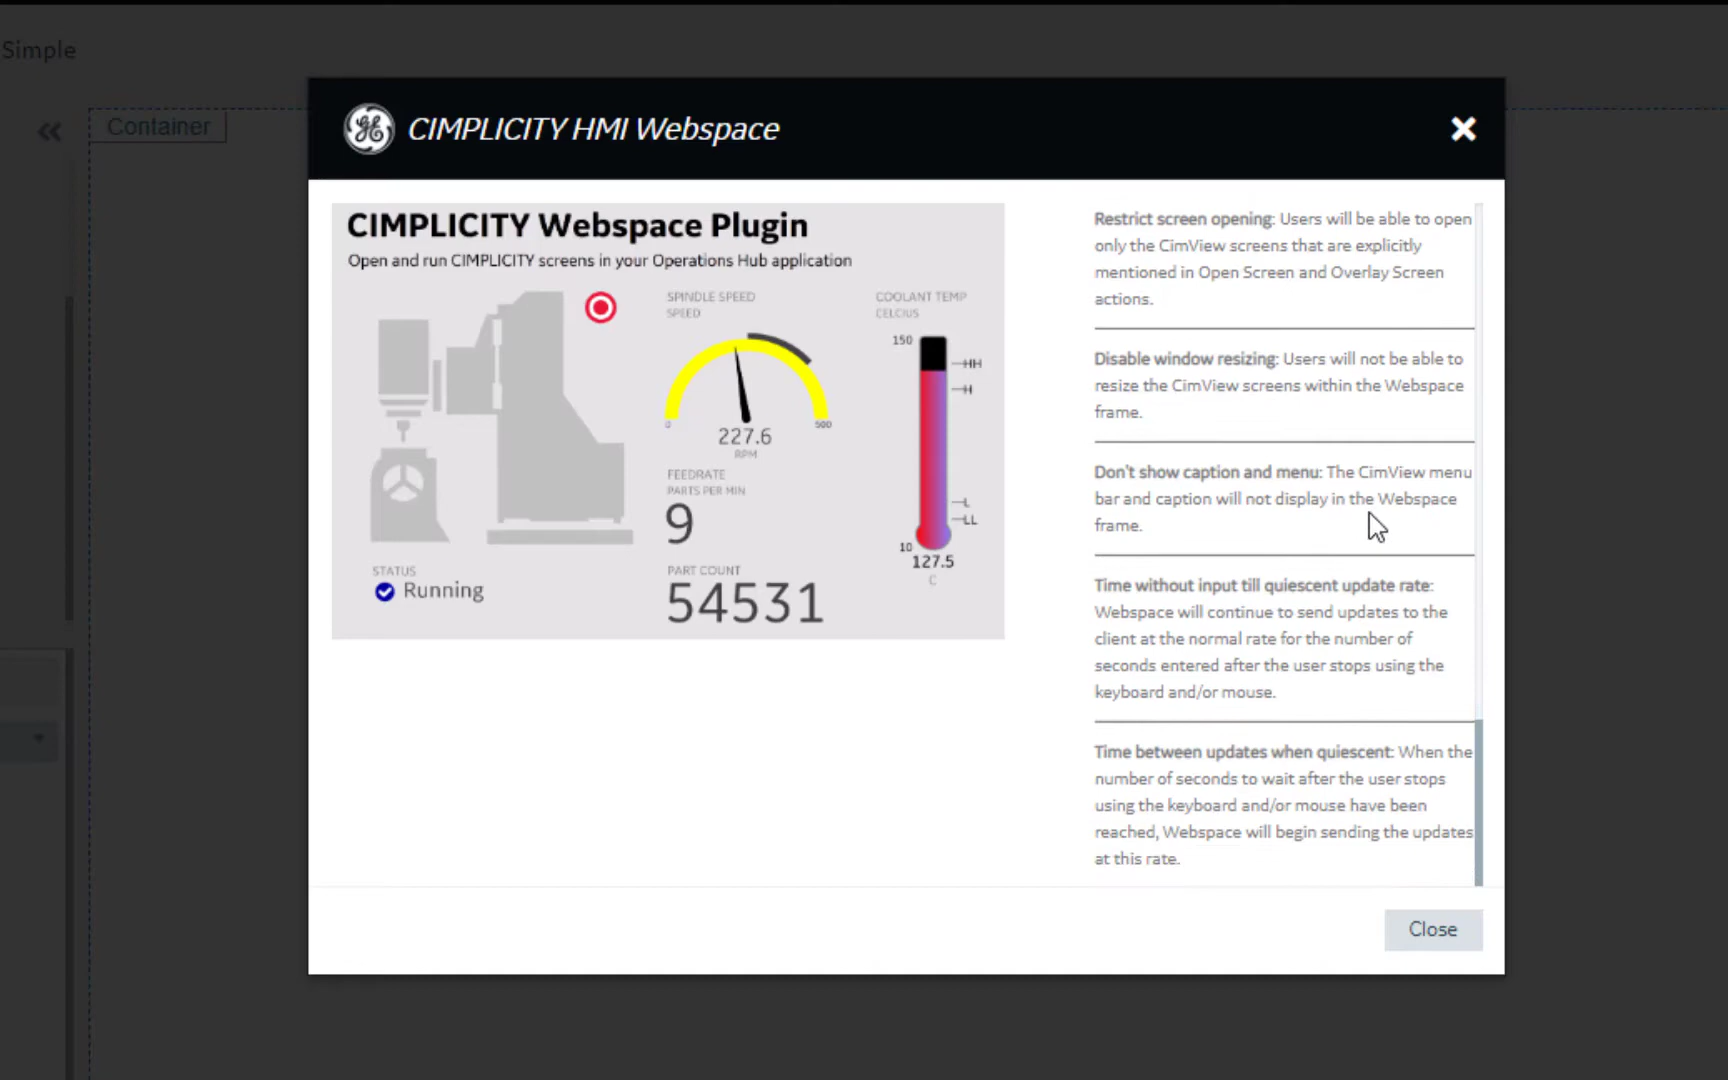 Simple
Container
CIMPLICITY HMI Webspace
CIMPLICITY Webspace Plugin
Open and run CIMPLICITY screens in your Operations Hub application
SPINDLE SPEED
SPEED
0
500
227.6
RPM
FEEDRATE
PARTS PER MIN
9
PART COUNT
54531
STATUS
Running
COOLANT TEMP
CELCIUS
150
HH
H
L
LL
10
127.5
C
Restrict screen opening: Users will be able to open
only the CimView screens that are explicitly
mentioned in Open Screen and Overlay Screen
actions.
Disable window resizing: Users will not be able to
resize the CimView screens within the Webspace
frame.
Don't show caption and menu: The CimView menu
bar and caption will not display in the Webspace
frame.
Time without input till quiescent update rate:
Webspace will continue to send updates to the
client at the normal rate for the number of
seconds entered after the user stops using the
keyboard and/or mouse.
Time between updates when quiescent: When the
number of seconds to wait after the user stops
using the keyboard and/or mouse have been
reached, Webspace will begin sending the updates
at this rate.
Close